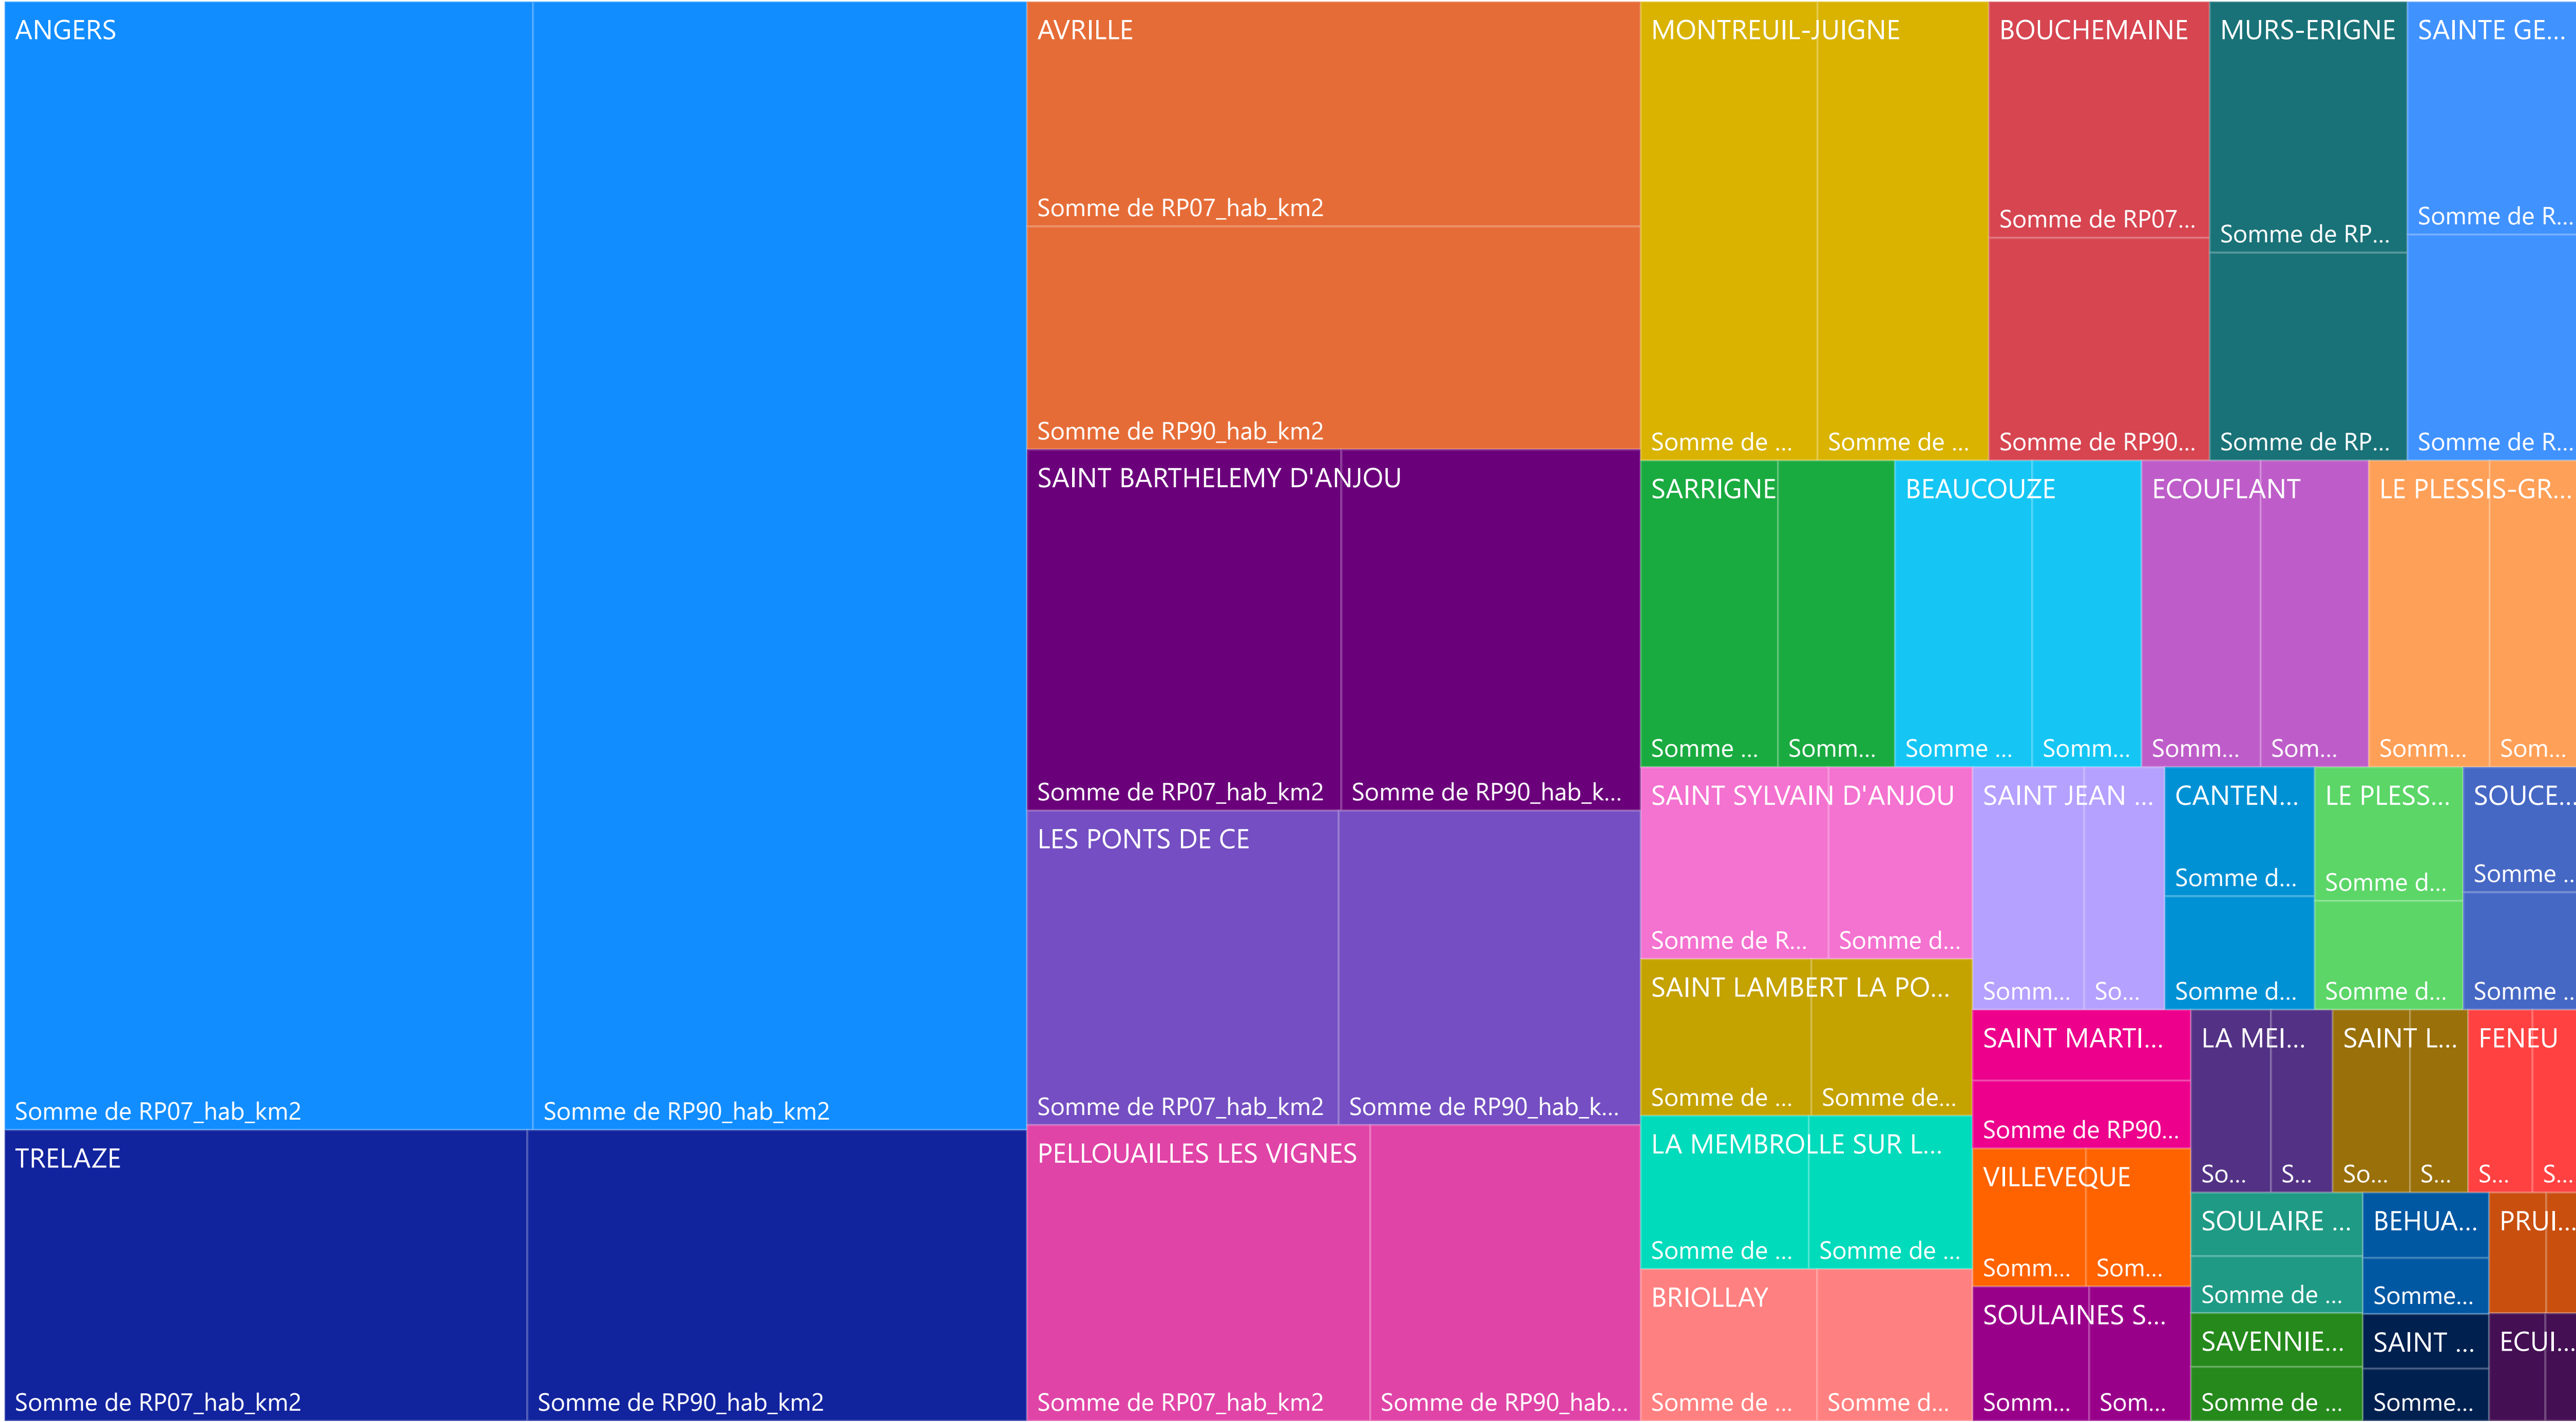 ANGERS
Somme de RP07_hab_km2
Somme de RP90_hab_km2
TRELAZE
Somme de RP07_hab_km2
Somme de RP90_hab_km2
AVRILLE
Somme de RP07_hab_km2
Somme de RP90_hab_km2
SAINT BARTHELEMY D'ANJOU
Somme de RP07_hab_km2
Somme de RP90_hab_k...
LES PONTS DE CE
Somme de RP07_hab_km2
Somme de RP90_hab_k...
PELLOUAILLES LES VIGNES
Somme de RP07_hab_km2
Somme de RP90_hab...
MONTREUIL-JUIGNE
Somme de ...
Somme de ...
BOUCHEMAINE
Somme de RP07...
Somme de RP90...
MURS-ERIGNE
Somme de RP...
Somme de RP...
SAINTE GE...
Somme de R...
Somme de R...
SARRIGNE
Somme ...
Somm...
BEAUCOUZE
Somme ...
Somm...
ECOUFLANT
Somm...
Som...
LE PLESSIS-GR...
Somm...
Som...
SAINT SYLVAIN D'ANJOU
Somme de R...
Somme d...
SAINT LAMBERT LA PO...
Somme de ...
Somme de...
LA MEMBROLLE SUR L...
Somme de ...
Somme de ...
BRIOLLAY
Somme de ...
Somme d...
SAINT JEAN ...
Somm...
So...
CANTEN...
Somme d...
Somme d...
LE PLESS...
Somme d...
Somme d...
SOUCE...
Somme ...
Somme ...
SAINT MARTI...
Somme de RP90...
VILLEVEQUE
Somm...
Som...
SOULAINES S...
Somm...
Som...
LA MEI...
So...
S...
SAINT L...
So...
S...
FENEU
S...
S...
SOULAIRE ...
Somme de ...
SAVENNIE...
Somme de ...
BEHUA...
Somme...
SAINT ...
Somme...
PRUI...
ECUI...